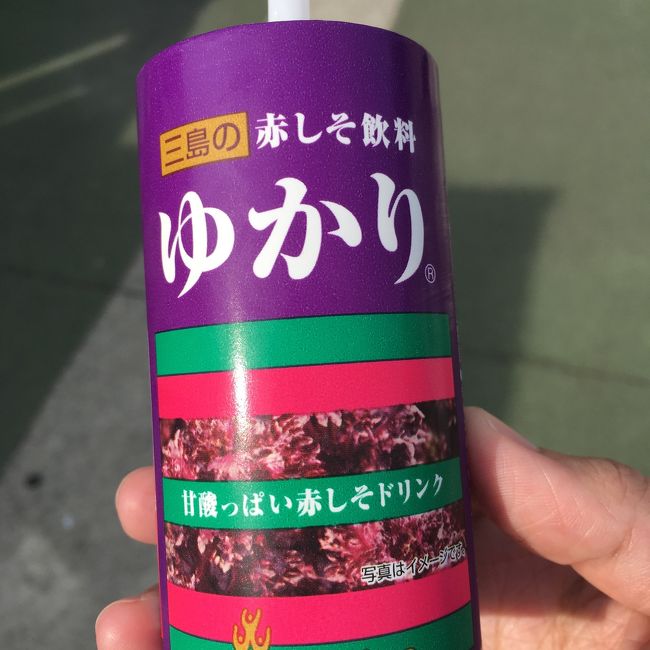 三島の 赤しそ飲料
ゆかり®
甘酸っぱい赤しそドリンク
写真はイメージです。